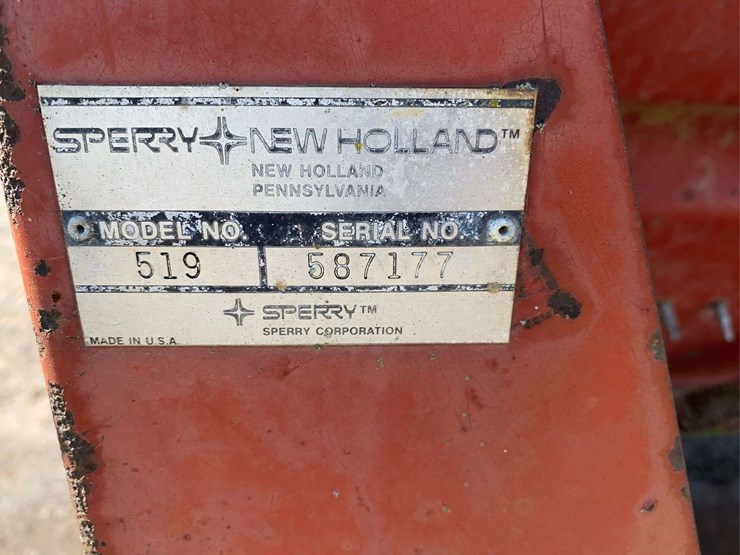 SPERRY NEW HOLLAND™
NEW HOLLAND
PENNSYLVANIA
MODEL NO. SERIAL NO.
519 587177
SPERRY™
SPERRY CORPORATION
MADE IN U.S.A.